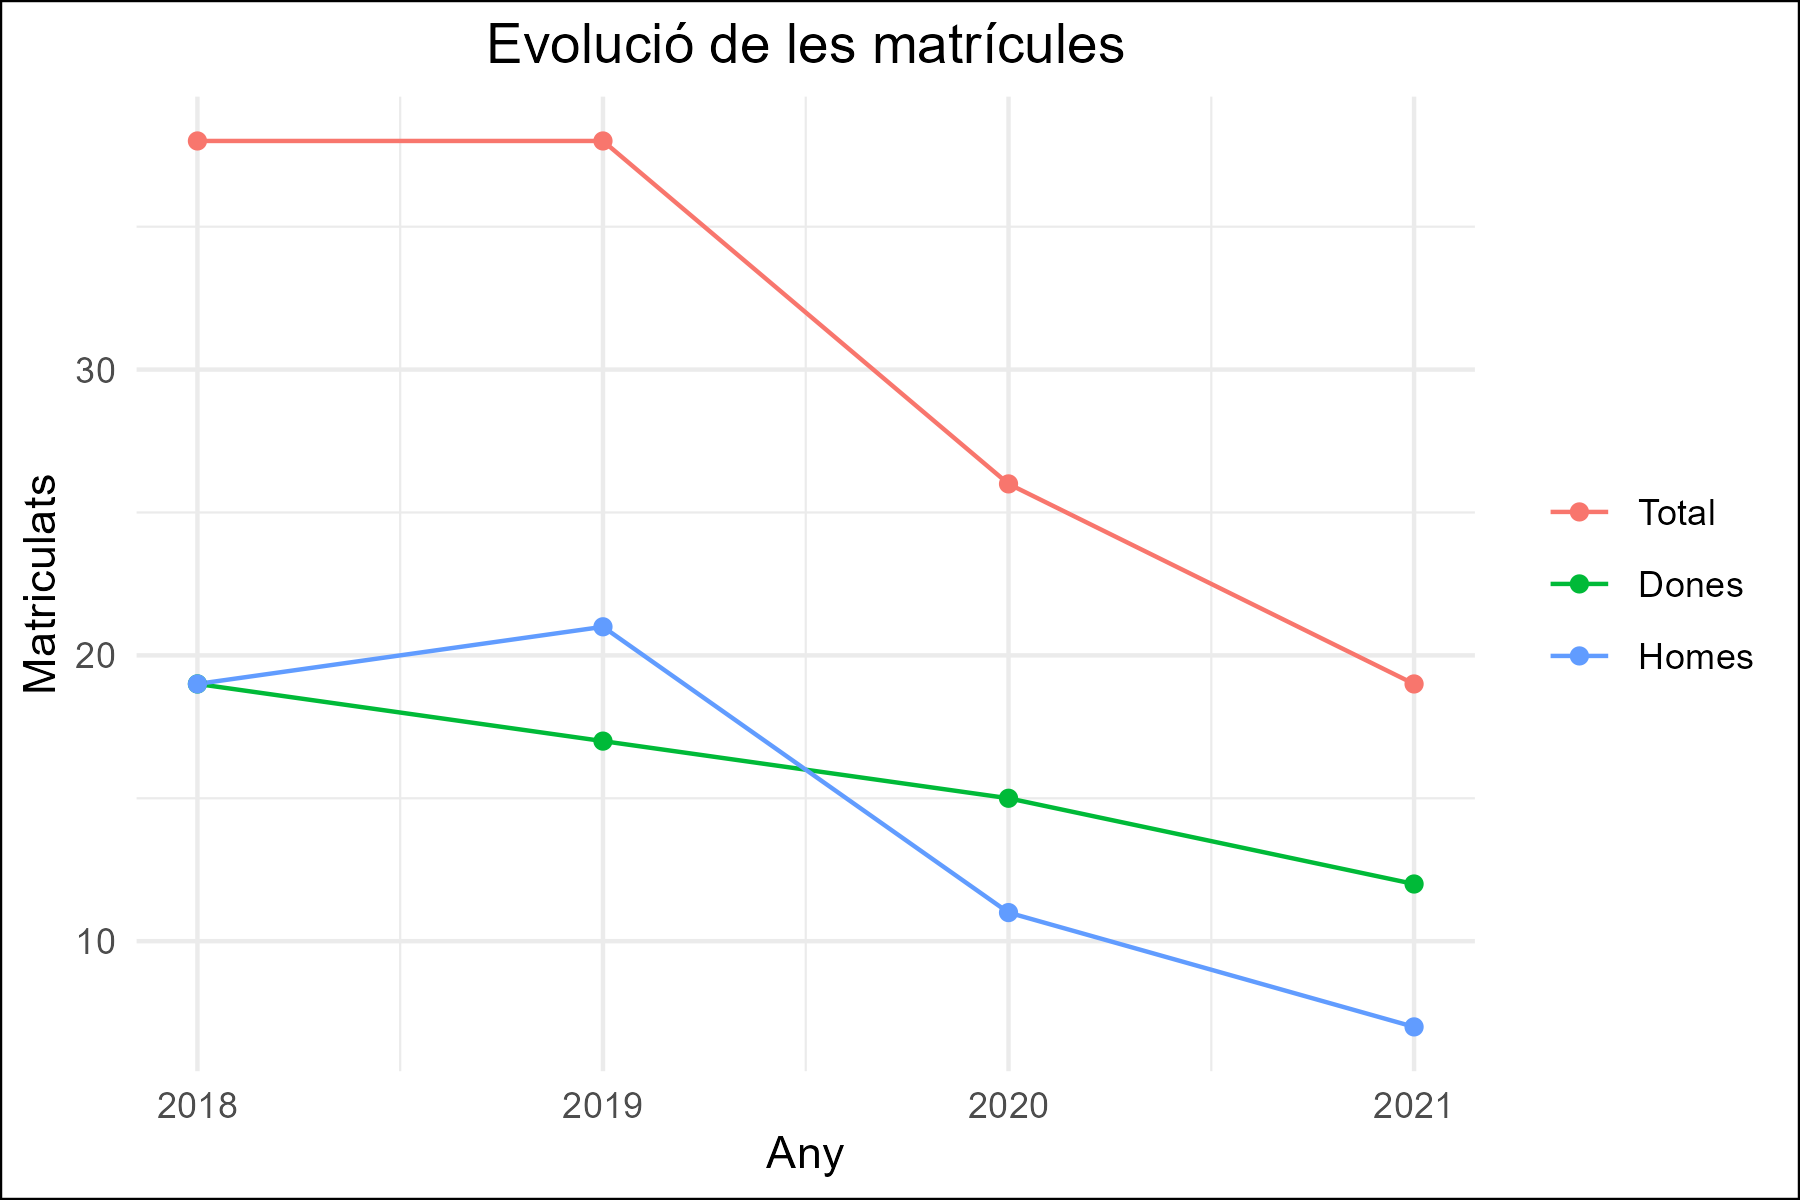 Evolució de les matrícules
Matriculats
30
20
10
2018
2019
2020
2021
Any
Total
Dones
Homes